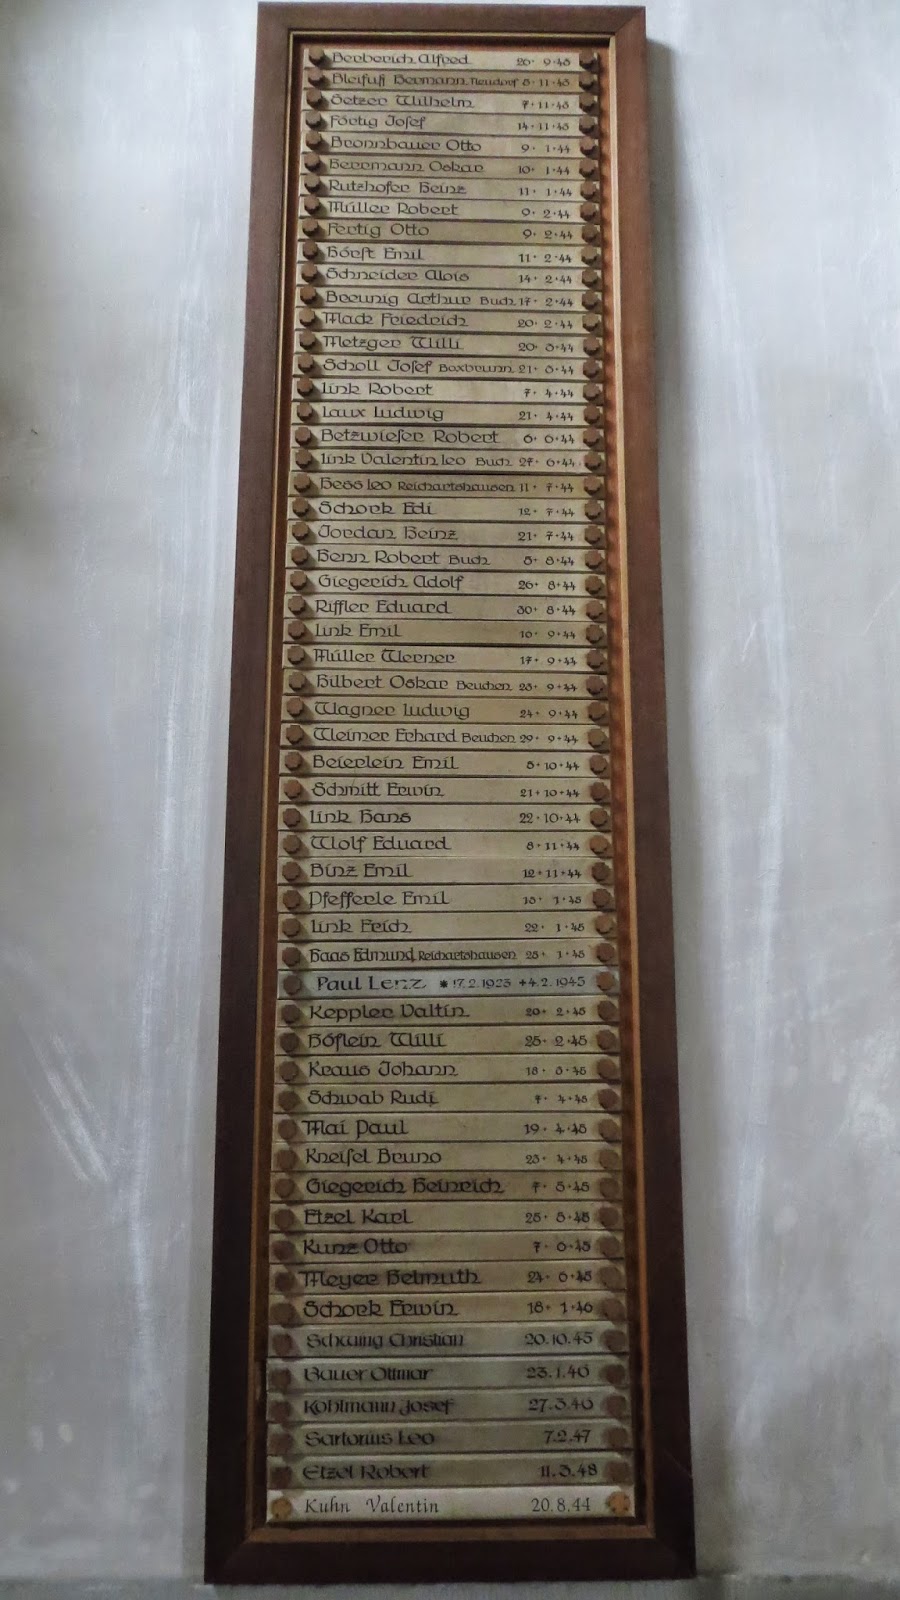 Berberich Alfred 26· 9·43
Bleifuß Hermann Neudorf 5·11·43
Setzer Wilhelm 7·11·43
Förtig Josef 14·11·43
Bronnbauer Otto 9· 1·44
Herrmann Oskar 10· 1·44
Rutzhofer Heinz 11· 1·44
Müller Robert 9· 2·44
Fertig Otto 9· 2·44
Hörst Emil 11· 2·44
Schneider Alois 14· 2·44
Breunig Arthur Buch 17· 2·44
Mack Friedrich 20· 2·44
Metzger Willi 20· 3·44
Scholl Josef Boxbrunn 21· 3·44
Link Robert 7· 4·44
Laux Ludwig 21· 4·44
Betzwieser Robert 6· 6·44
Link Valentin Leo Buch 27· 6·44
Hess Leo Reichartshausen 11· 7·44
Schork Edi 12· 7·44
Jordan Heinz 21· 7·44
Henn Robert Buch 5· 8·44
Giegerich Adolf 26· 8·44
Riffler Eduard 30· 8·44
Link Emil 10· 9·44
Müller Werner 17· 9·44
Hilbert Oskar Beuchen 23· 9·44
Wagner Ludwig 24· 9·44
Weimer Erhard Beuchen 29· 9·44
Beierlein Emil 5·10·44
Schmitt Erwin 21·10·44
Link Hans 22·10·44
Wolf Eduard 8·11·44
Binz Emil 12·11·44
Pfefferle Emil 15· 1·45
Link Erich 22· 1·45
Haas Edmund Reichartshausen 25· 1·45
Paul Lenz * 17.2.1923 +4.2.1945
Keppler Valtin 20· 2·45
Höflein Willi 25· 2·45
Kraus Johann 18· 3·45
Schwab Rudi 7· 4·45
Mai Paul 19· 4·45
Kneisel Bruno 23· 4·45
Giegerich Heinrich 7· 5·45
Etzel Karl 25· 5·45
Kunz Otto 7· 6·45
Meyer Helmuth 24· 6·45
Schork Erwin 18· 1·46
Schwing Christian 20.10.45
Bauer Ottmar 23.1.46
Kohlmann Josef 27.3.46
Sartorius Leo 7.2.47
Etzel Robert 11.3.48
Kuhn Valentin 20.8.44